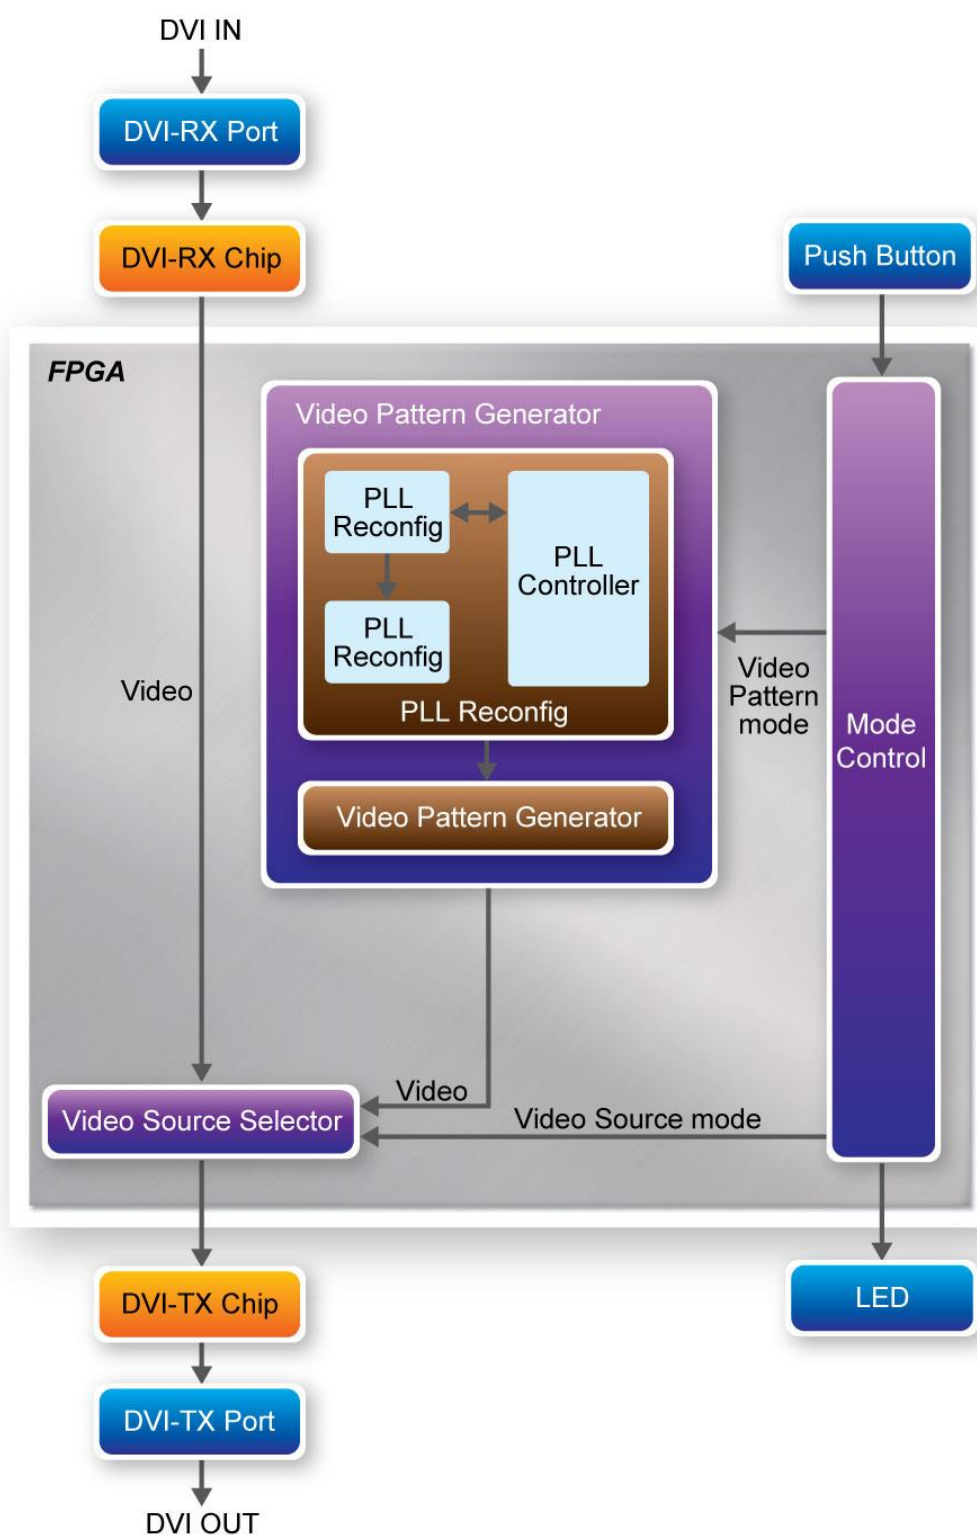 DVI IN
DVI-RX Port
DVI-RX Chip
Push Button
FPGA
Video Pattern Generator
PLL
Reconfig
PLL
Controller
PLL
Reconfig
PLL Reconfig
Video Pattern Generator
Video
Video
Pattern
mode
Mode
Control
Video
Video Source mode
Video Source Selector
DVI-TX Chip
LED
DVI-TX Port
DVI OUT